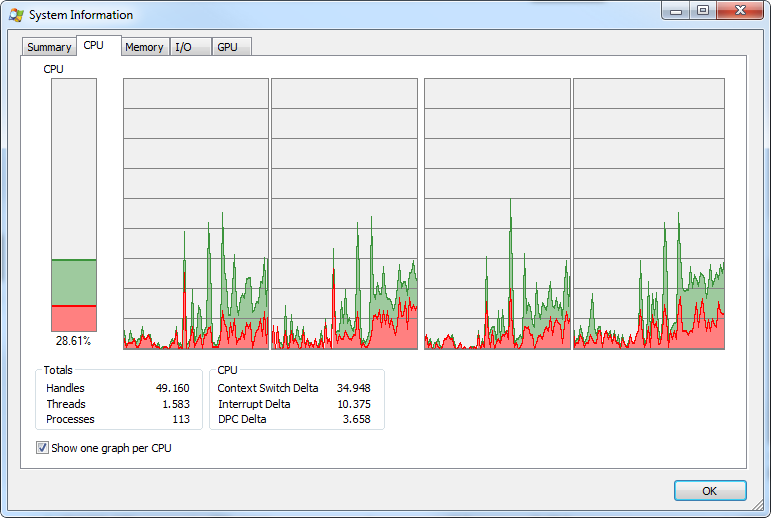 System Information
Summary CPU Memory I/O GPU
CPU
28.61%
Totals
Handles 49.160
Threads 1.583
Processes 113
CPU
Context Switch Delta 34.948
Interrupt Delta 10.375
DPC Delta 3.658
Show one graph per CPU
OK